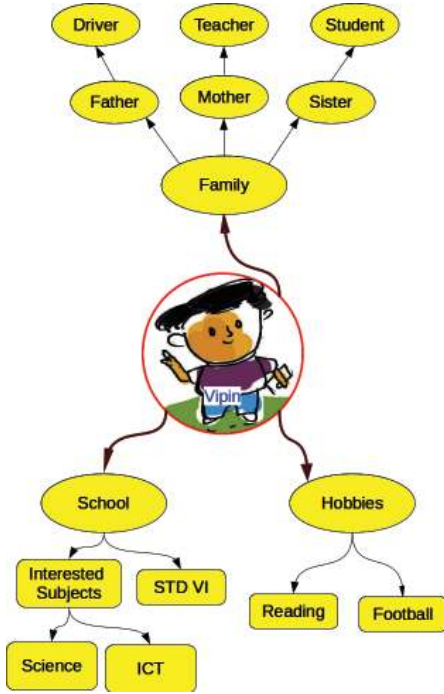 Driver
Teacher
Student
Father
Mother
Sister
Family
Vipin
School
Hobbies
Interested
Subjects
STD VI
Reading
Football
Science
ICT